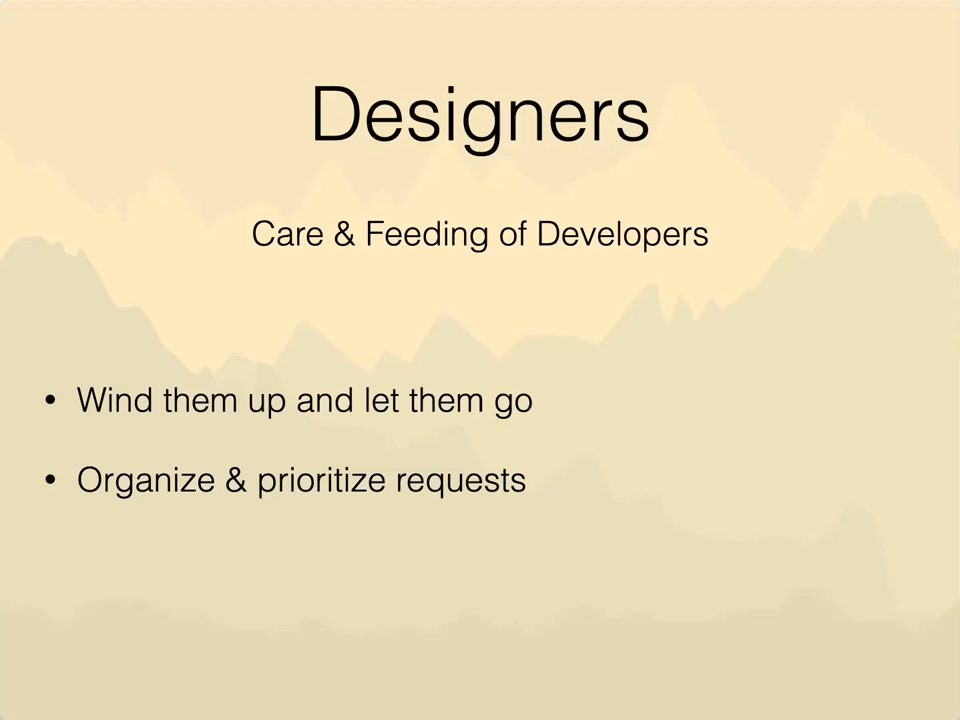 Designers
Care & Feeding of Developers
• Wind them up and let them go
• Organize & prioritize requests